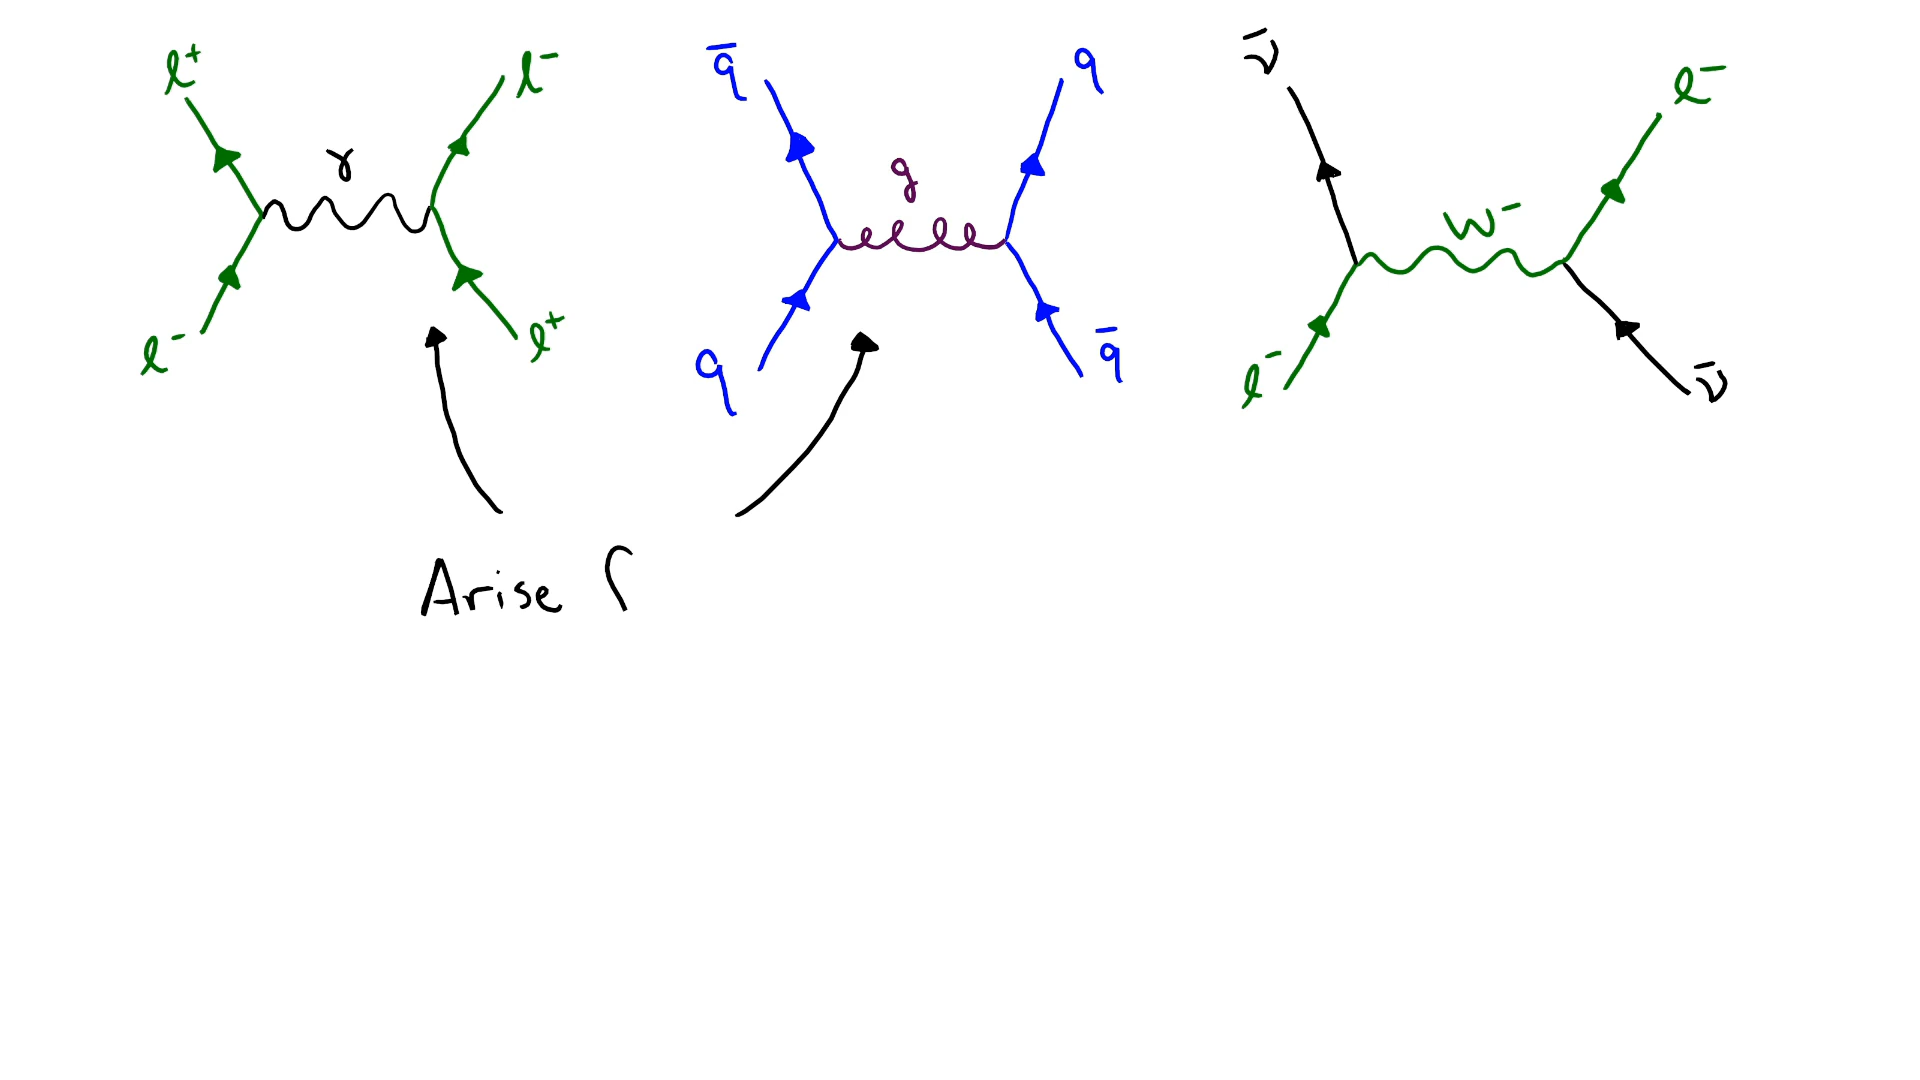 ℓ⁺ ℓ⁻
γ
ℓ⁻ ℓ⁺
q̄ q
g
q q̄
ν̄ ℓ⁻
W⁻
ℓ⁻ ν̄
Arise